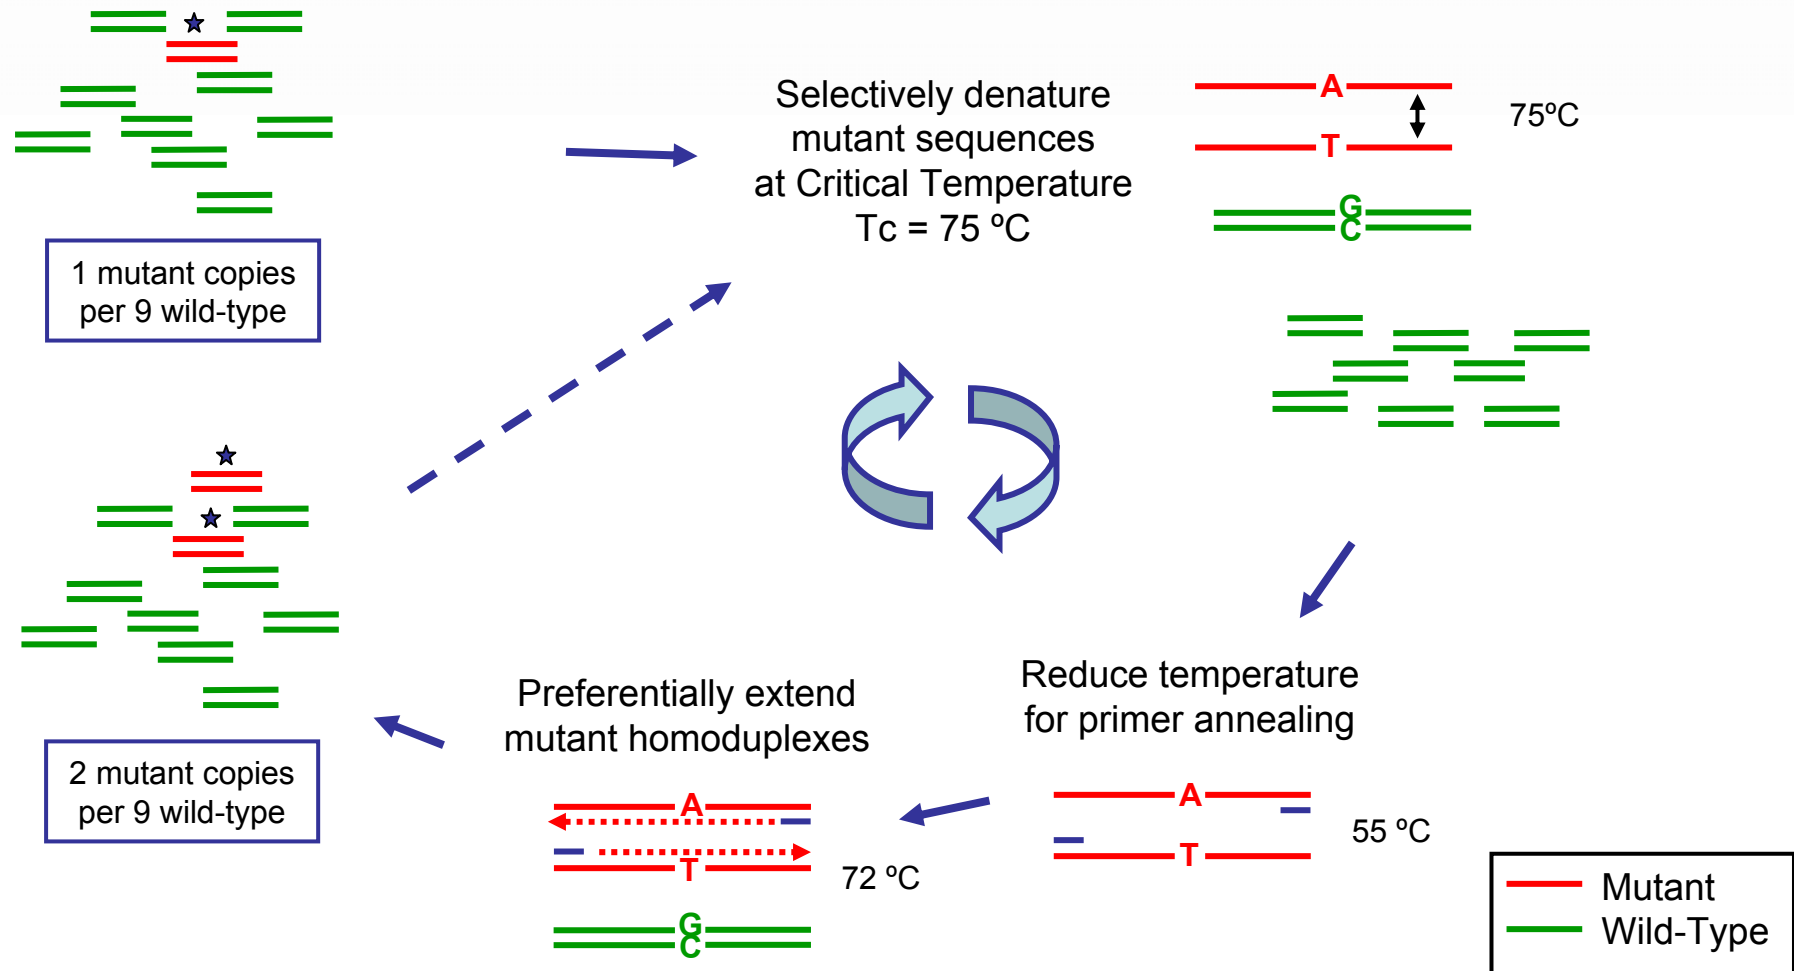 1 mutant copies
per 9 wild-type
Selectively denature
mutant sequences
at Critical Temperature
Tc = 75 ºC
A
T
75ºC
G
C
Reduce temperature
for primer annealing
A
T
55 ºC
Preferentially extend
mutant homoduplexes
A
T
72 ºC
G
C
2 mutant copies
per 9 wild-type
Mutant
Wild-Type